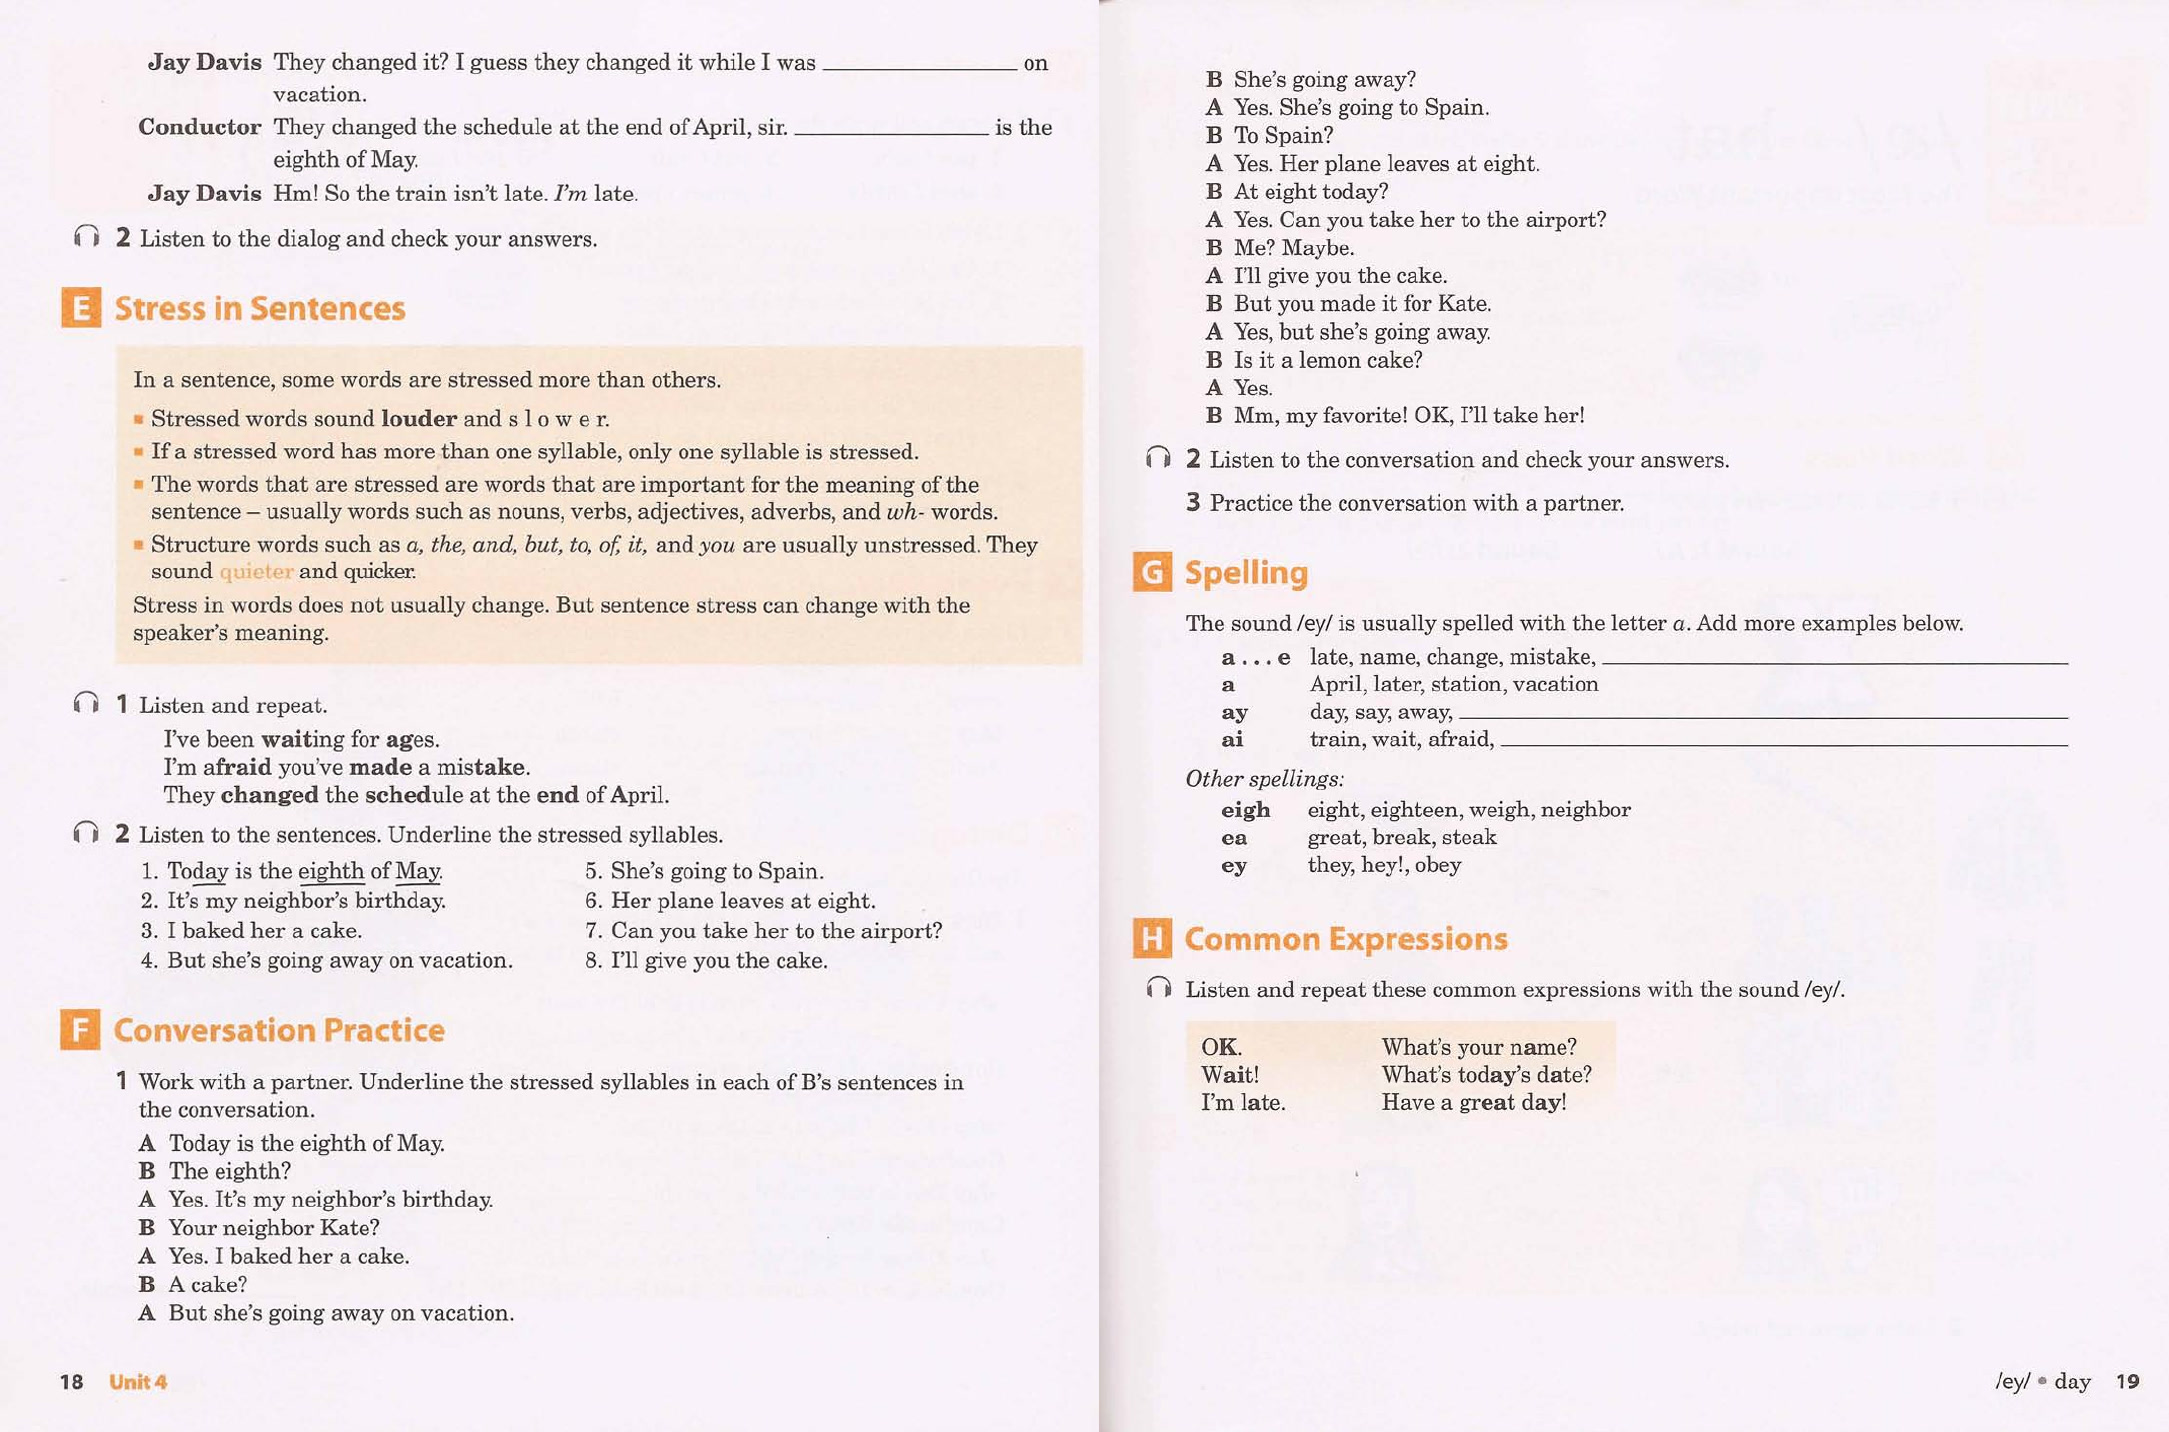 Jay Davis They changed it? I guess they changed it while I was ____________ on
vacation.
Conductor They changed the schedule at the end of April, sir. ____________ is the
eighth of May.
Jay Davis Hm! So the train isn't late. I'm late.
2 Listen to the dialog and check your answers.
E Stress in Sentences
In a sentence, some words are stressed more than others.
▪ Stressed words sound louder and s l o w e r.
▪ If a stressed word has more than one syllable, only one syllable is stressed.
▪ The words that are stressed are words that are important for the meaning of the
sentence – usually words such as nouns, verbs, adjectives, adverbs, and wh- words.
▪ Structure words such as a, the, and, but, to, of, it, and you are usually unstressed. They
sound quieter and quicker.
Stress in words does not usually change. But sentence stress can change with the
speaker's meaning.
1 Listen and repeat.
I've been waiting for ages.
I'm afraid you've made a mistake.
They changed the schedule at the end of April.
2 Listen to the sentences. Underline the stressed syllables.
1. Today is the eighth of May.
2. It's my neighbor's birthday.
3. I baked her a cake.
4. But she's going away on vacation.
5. She's going to Spain.
6. Her plane leaves at eight.
7. Can you take her to the airport?
8. I'll give you the cake.
F Conversation Practice
1 Work with a partner. Underline the stressed syllables in each of B's sentences in
the conversation.
A Today is the eighth of May.
B The eighth?
A Yes. It's my neighbor's birthday.
B Your neighbor Kate?
A Yes. I baked her a cake.
B A cake?
A But she's going away on vacation.
18 Unit 4
B She's going away?
A Yes. She's going to Spain.
B To Spain?
A Yes. Her plane leaves at eight.
B At eight today?
A Yes. Can you take her to the airport?
B Me? Maybe.
A I'll give you the cake.
B But you made it for Kate.
A Yes, but she's going away.
B Is it a lemon cake?
A Yes.
B Mm, my favorite! OK, I'll take her!
2 Listen to the conversation and check your answers.
3 Practice the conversation with a partner.
G Spelling
The sound /ey/ is usually spelled with the letter a. Add more examples below.
a...e late, name, change, mistake, ____________
a April, later, station, vacation
ay day, say, away, ____________
ai train, wait, afraid, ____________
Other spellings:
eigh eight, eighteen, weigh, neighbor
ea great, break, steak
ey they, hey!, obey
H Common Expressions
Listen and repeat these common expressions with the sound /ey/.
OK. What's your name?
Wait! What's today's date?
I'm late. Have a great day!
/ey/ • day 19